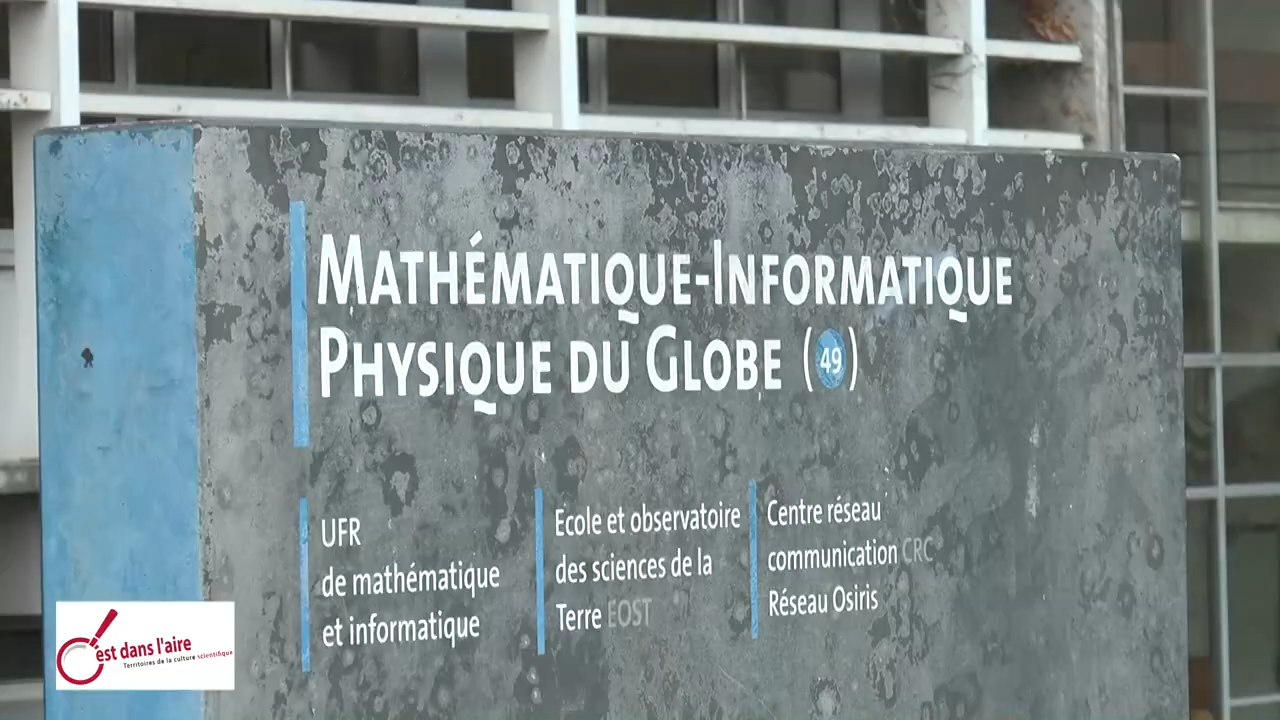 MATHÉMATIQUE-INFORMATIQUE
PHYSIQUE DU GLOBE (49)
UFR
de mathématique
et informatique
Ecole et observatoire
des sciences de la
Terre EOST
Centre réseau
communication CRC
Réseau Osiris
C'est dans l'aire
Territoires de la culture scientifique